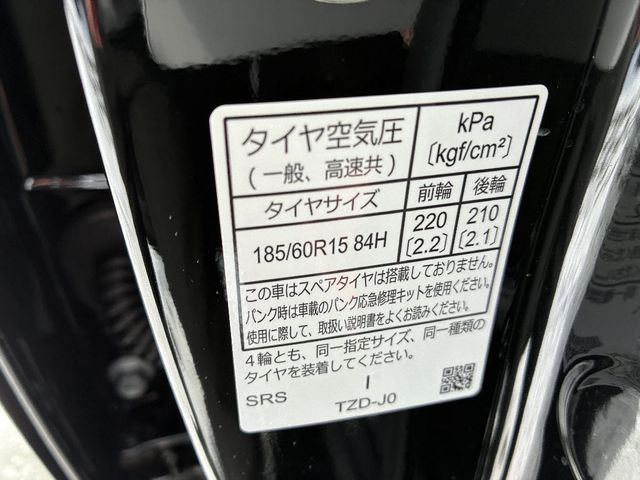 タイヤ空気圧
(一般、高速共)
kPa
〔kgf/cm²〕
タイヤサイズ 前輪 後輪
185/60R15 84H 220 210
〔2.2〕 〔2.1〕
この車はスペアタイヤは搭載しておりません。
パンク時は車載のパンク応急修理キットを使用ください。
使用に際して、取扱い説明書をよくお読みください。
4輪とも、同一指定サイズ、同一種類の
タイヤを装着してください。
SRS I
TZD-J0